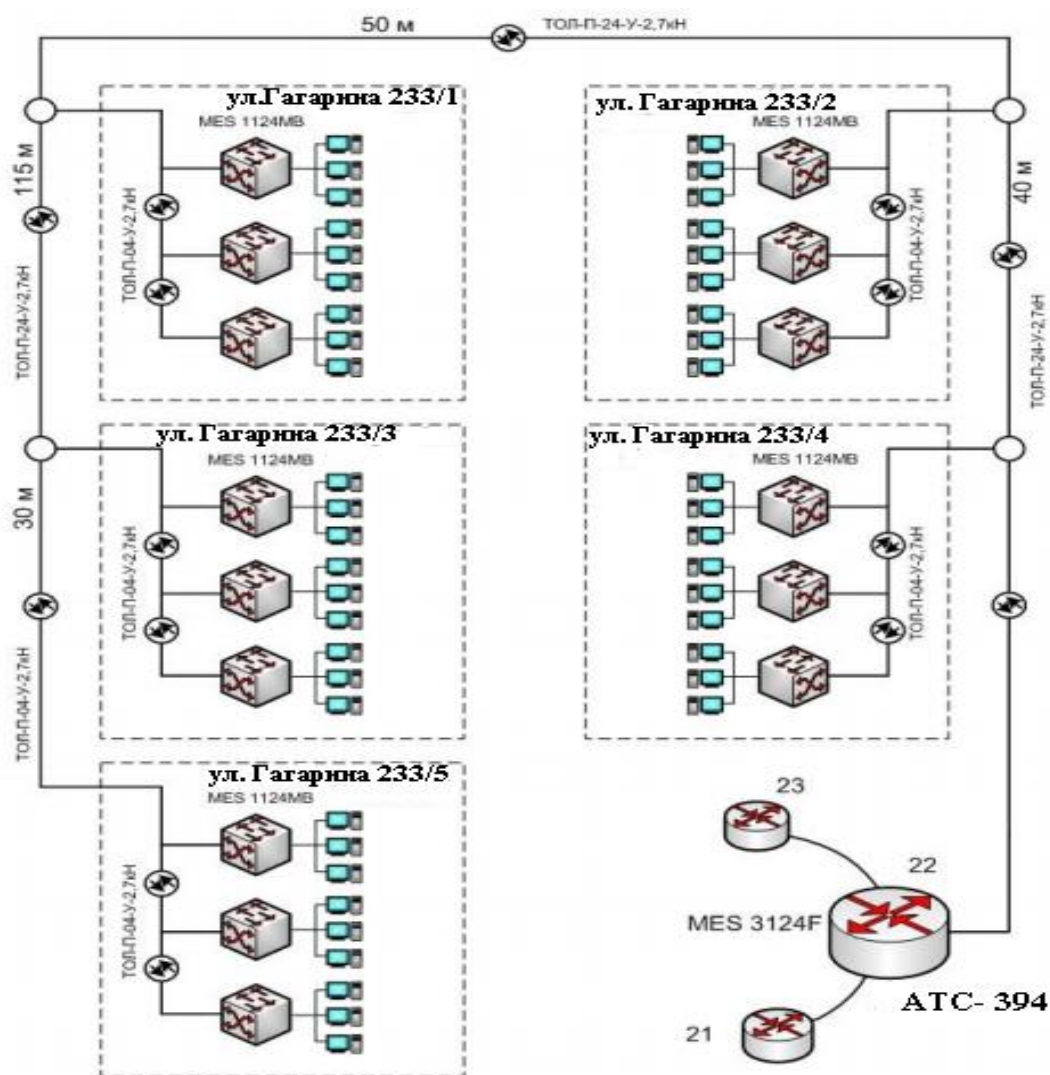 50 м
ТОЛ-П-24-У-2,7кН
ул.Гагарина 233/1
MES 1124MB
ТОЛ-П-04-У-2,7кН
ул. Гагарина 233/2
MES 1124MB
ТОЛ-П-04-У-2,7кН
115 м
ТОЛ-П-24-У-2,7кН
40 м
ТОЛ-П-24-У-2,7кН
ул. Гагарина 233/3
MES 1124MB
ТОЛ-П-04-У-2,7кН
ул. Гагарина 233/4
MES 1124MB
ТОЛ-П-04-У-2,7кН
30 м
ТОЛ-П-04-У-2,7кН
ул. Гагарина 233/5
MES 1124MB
ТОЛ-П-04-У-2,7кН
23
22
MES 3124F
АТС- 394
21